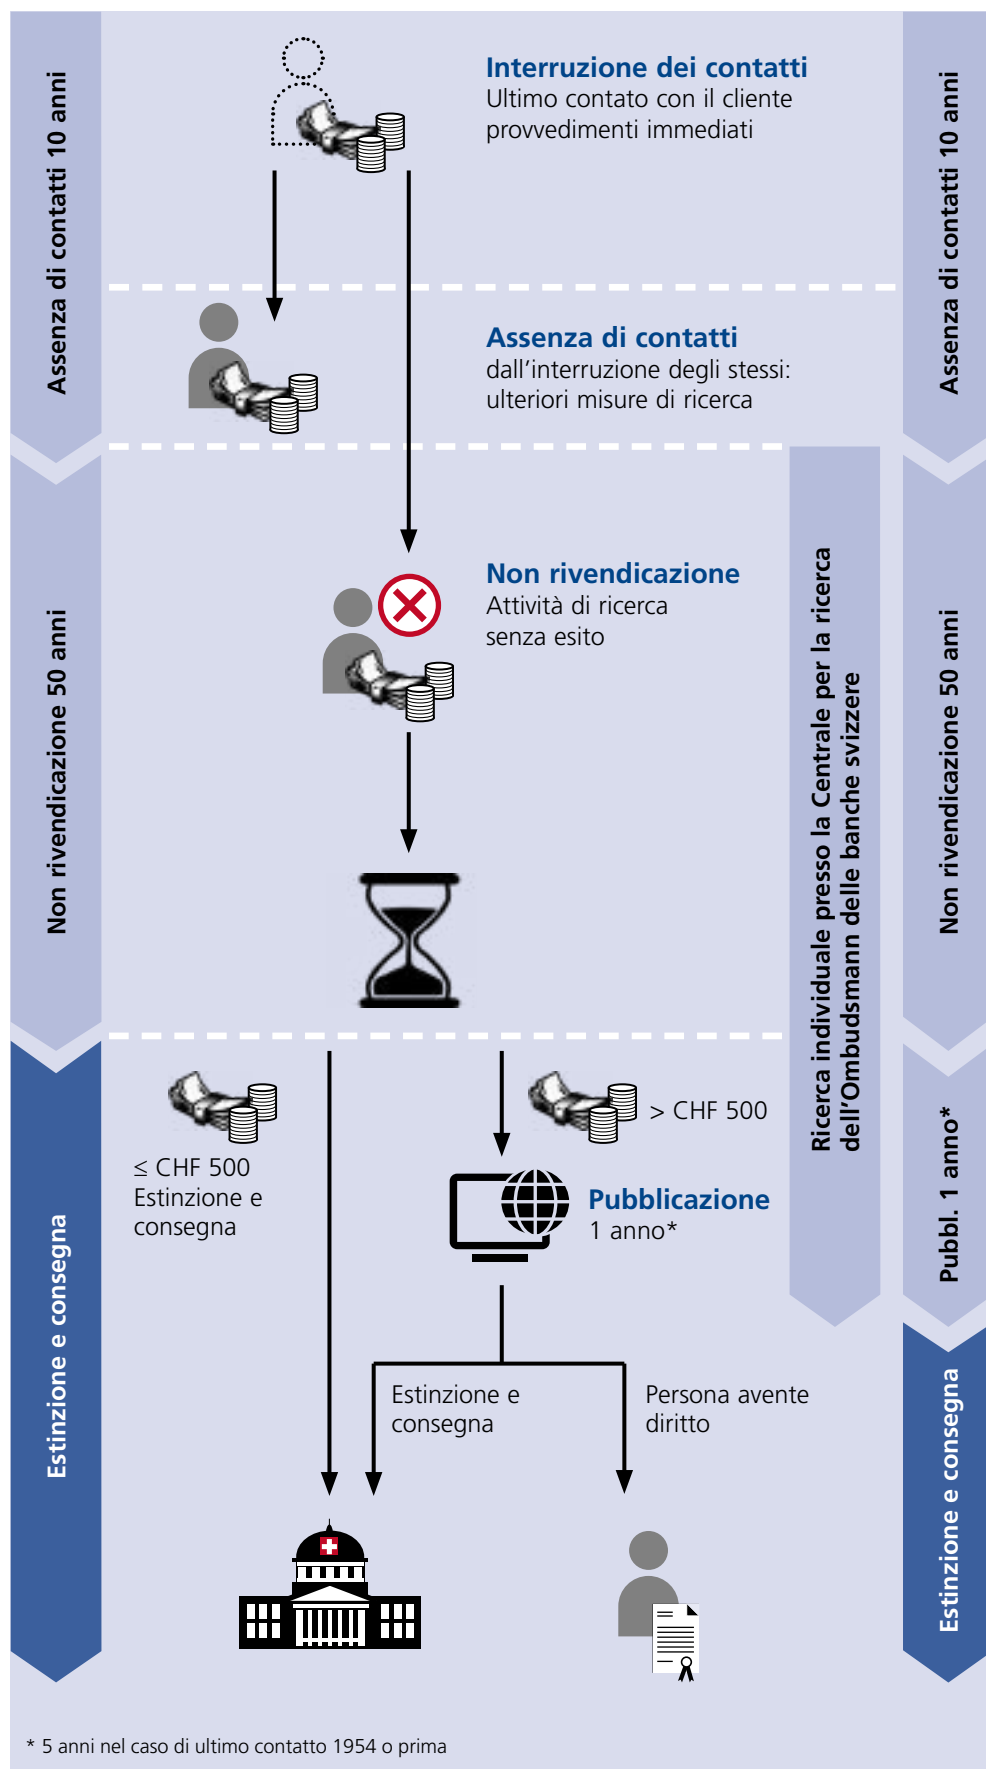 Assenza di contatti 10 anni
Non rivendicazione 50 anni
Estinzione e consegna
Interruzione dei contatti
Ultimo contato con il cliente
provvedimenti immediati
Assenza di contatti
dall'interruzione degli stessi:
ulteriori misure di ricerca
Non rivendicazione
Attività di ricerca
senza esito
≤ CHF 500
Estinzione e
consegna
> CHF 500
Pubblicazione
1 anno*
Estinzione e
consegna
Persona avente
diritto
Ricerca individuale presso la Centrale per la ricerca
dell'Ombudsmann delle banche svizzere
Assenza di contatti 10 anni
Non rivendicazione 50 anni
Pubbl. 1 anno*
Estinzione e consegna
* 5 anni nel caso di ultimo contatto 1954 o prima